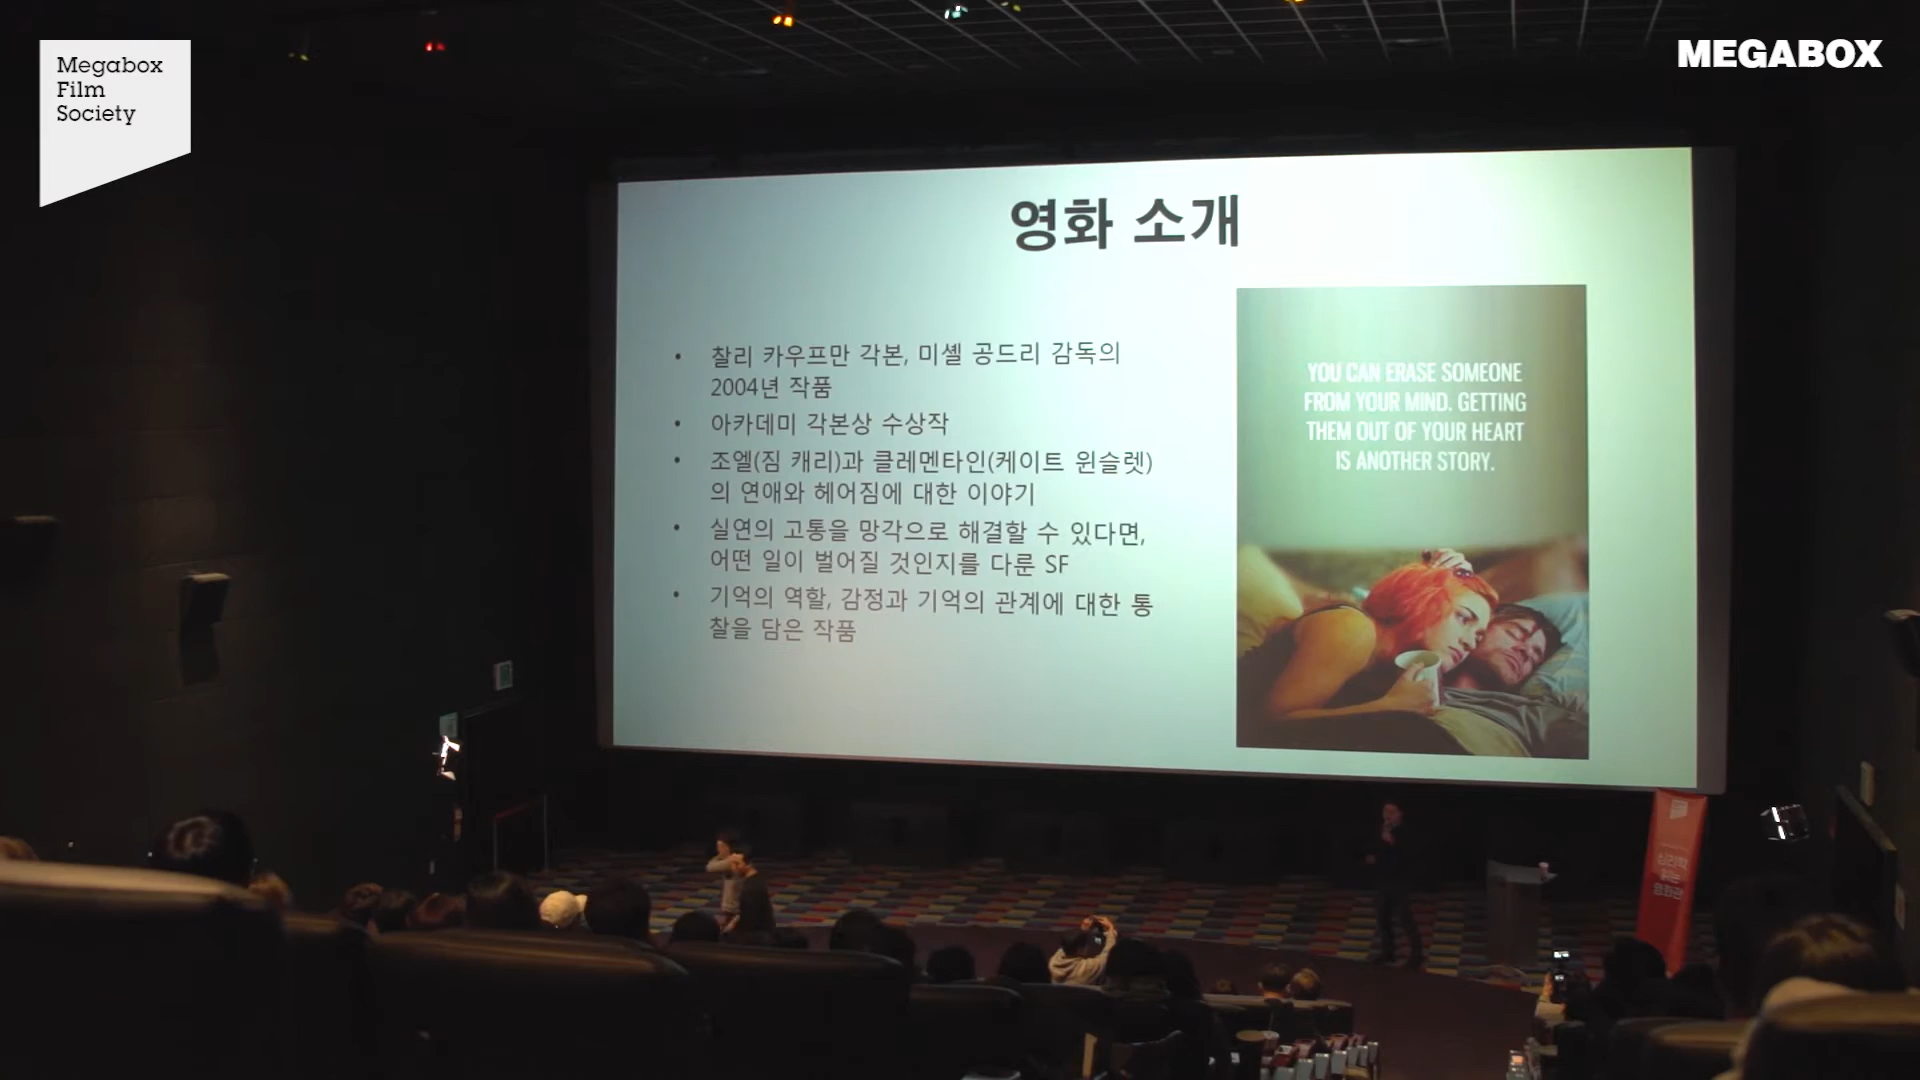 Megabox
Film
Society
MEGABOX
영화 소개
• 찰리 카우프만 각본, 미셸 공드리 감독의
2004년 작품
• 아카데미 각본상 수상작
• 조엘(짐 캐리)과 클레멘타인(케이트 윈슬렛)
의 연애와 헤어짐에 대한 이야기
• 실연의 고통을 망각으로 해결할 수 있다면,
어떤 일이 벌어질 것인지를 다룬 SF
• 기억의 역할, 감정과 기억의 관계에 대한 통
찰을 담은 작품
YOU CAN ERASE SOMEONE
FROM YOUR MIND. GETTING
THEM OUT OF YOUR HEART
IS ANOTHER STORY.
심리학
영화관